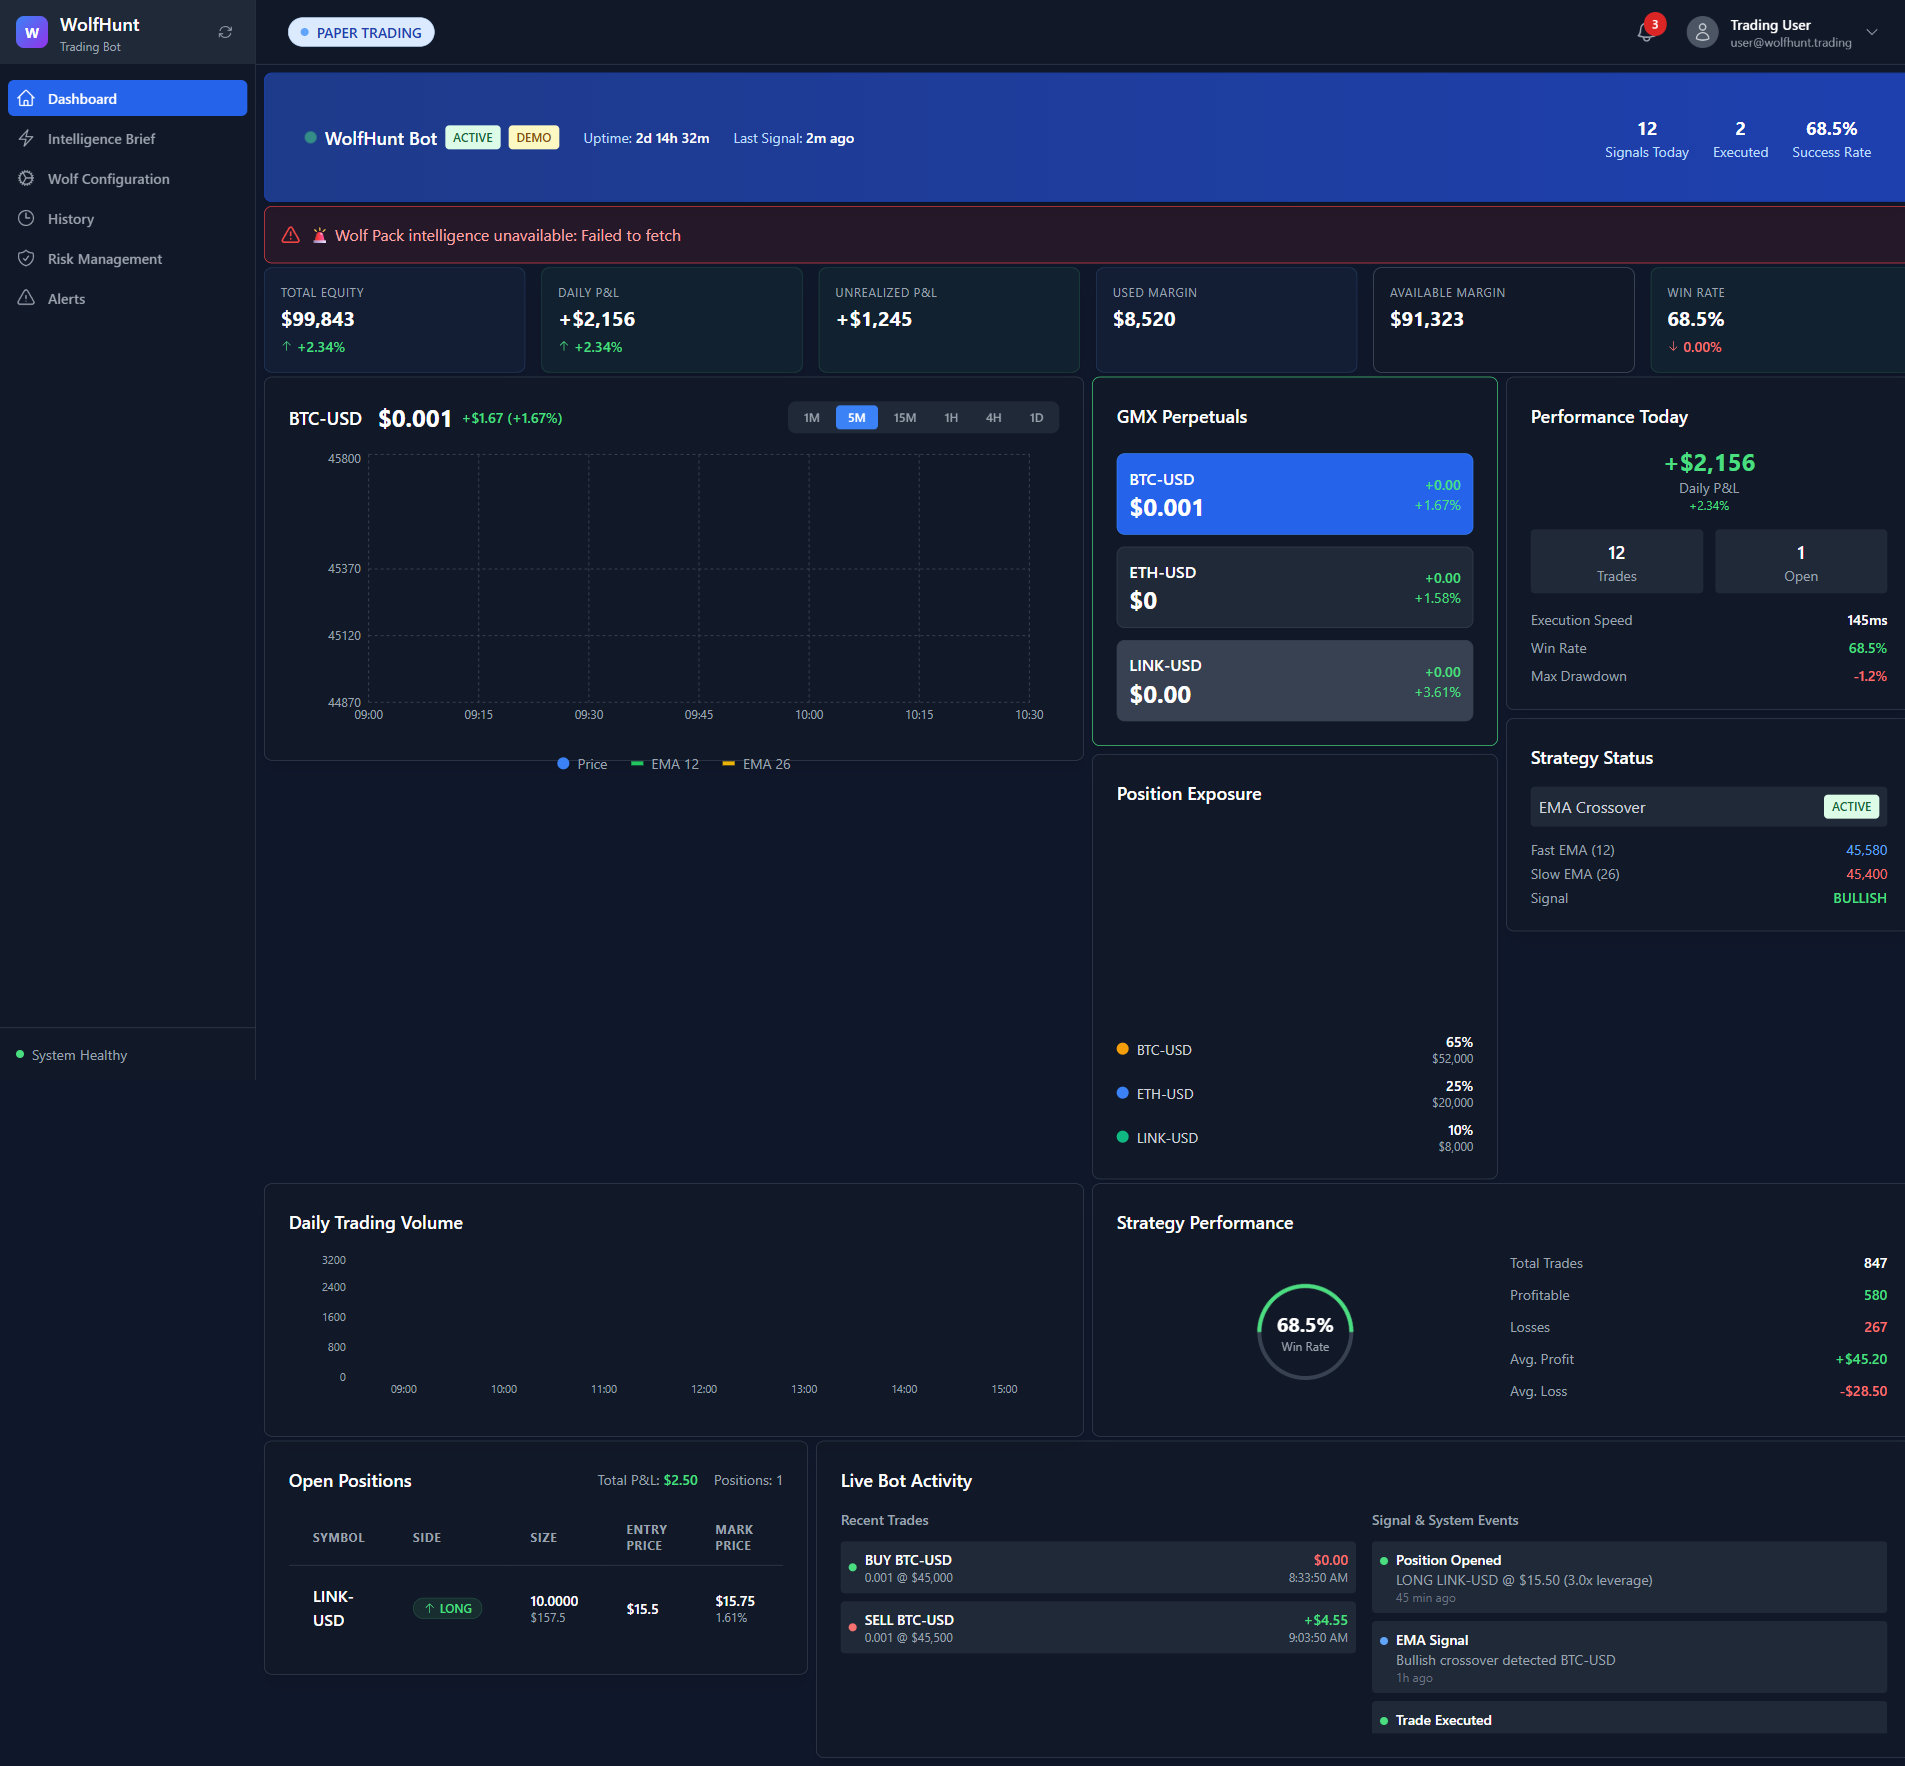 W
WolfHunt
Trading Bot
PAPER TRADING
3
Trading User
user@wolfhunt.trading
Dashboard
Intelligence Brief
Wolf Configuration
History
Risk Management
Alerts
System Healthy
WolfHunt Bot ACTIVE DEMO Uptime: 2d 14h 32m Last Signal: 2m ago
12
Signals Today
2
Executed
68.5%
Success Rate
Wolf Pack intelligence unavailable: Failed to fetch
TOTAL EQUITY
$99,843
↑ +2.34%
DAILY P&L
+$2,156
↑ +2.34%
UNREALIZED P&L
+$1,245
USED MARGIN
$8,520
AVAILABLE MARGIN
$91,323
WIN RATE
68.5%
↓ 0.00%
BTC-USD $0.001 +$1.67 (+1.67%)
1M 5M 15M 1H 4H 1D
45800
45370
45120
44870
09:00 09:15 09:30 09:45 10:00 10:15 10:30
Price EMA 12 EMA 26
GMX Perpetuals
BTC-USD
$0.001
+0.00
+1.67%
ETH-USD
$0
+0.00
+1.58%
LINK-USD
$0.00
+0.00
+3.61%
Performance Today
+$2,156
Daily P&L
+2.34%
12
Trades
1
Open
Execution Speed 145ms
Win Rate 68.5%
Max Drawdown -1.2%
Position Exposure
BTC-USD 65%
$52,000
ETH-USD 25%
$20,000
LINK-USD 10%
$8,000
Strategy Status
EMA Crossover ACTIVE
Fast EMA (12) 45,580
Slow EMA (26) 45,400
Signal BULLISH
Daily Trading Volume
3200
2400
1600
800
0
09:00 10:00 11:00 12:00 13:00 14:00 15:00
Strategy Performance
68.5%
Win Rate
Total Trades 847
Profitable 580
Losses 267
Avg. Profit +$45.20
Avg. Loss -$28.50
Open Positions Total P&L: $2.50 Positions: 1
SYMBOL SIDE SIZE ENTRY PRICE MARK PRICE
LINK-USD ↑ LONG 10.0000 $15.5 $15.75
$157.5 1.61%
Live Bot Activity
Recent Trades
BUY BTC-USD $0.00
0.001 @ $45,000 8:33:50 AM
SELL BTC-USD +$4.55
0.001 @ $45,500 9:03:50 AM
Signal & System Events
Position Opened
LONG LINK-USD @ $15.50 (3.0x leverage)
45 min ago
EMA Signal
Bullish crossover detected BTC-USD
1h ago
Trade Executed